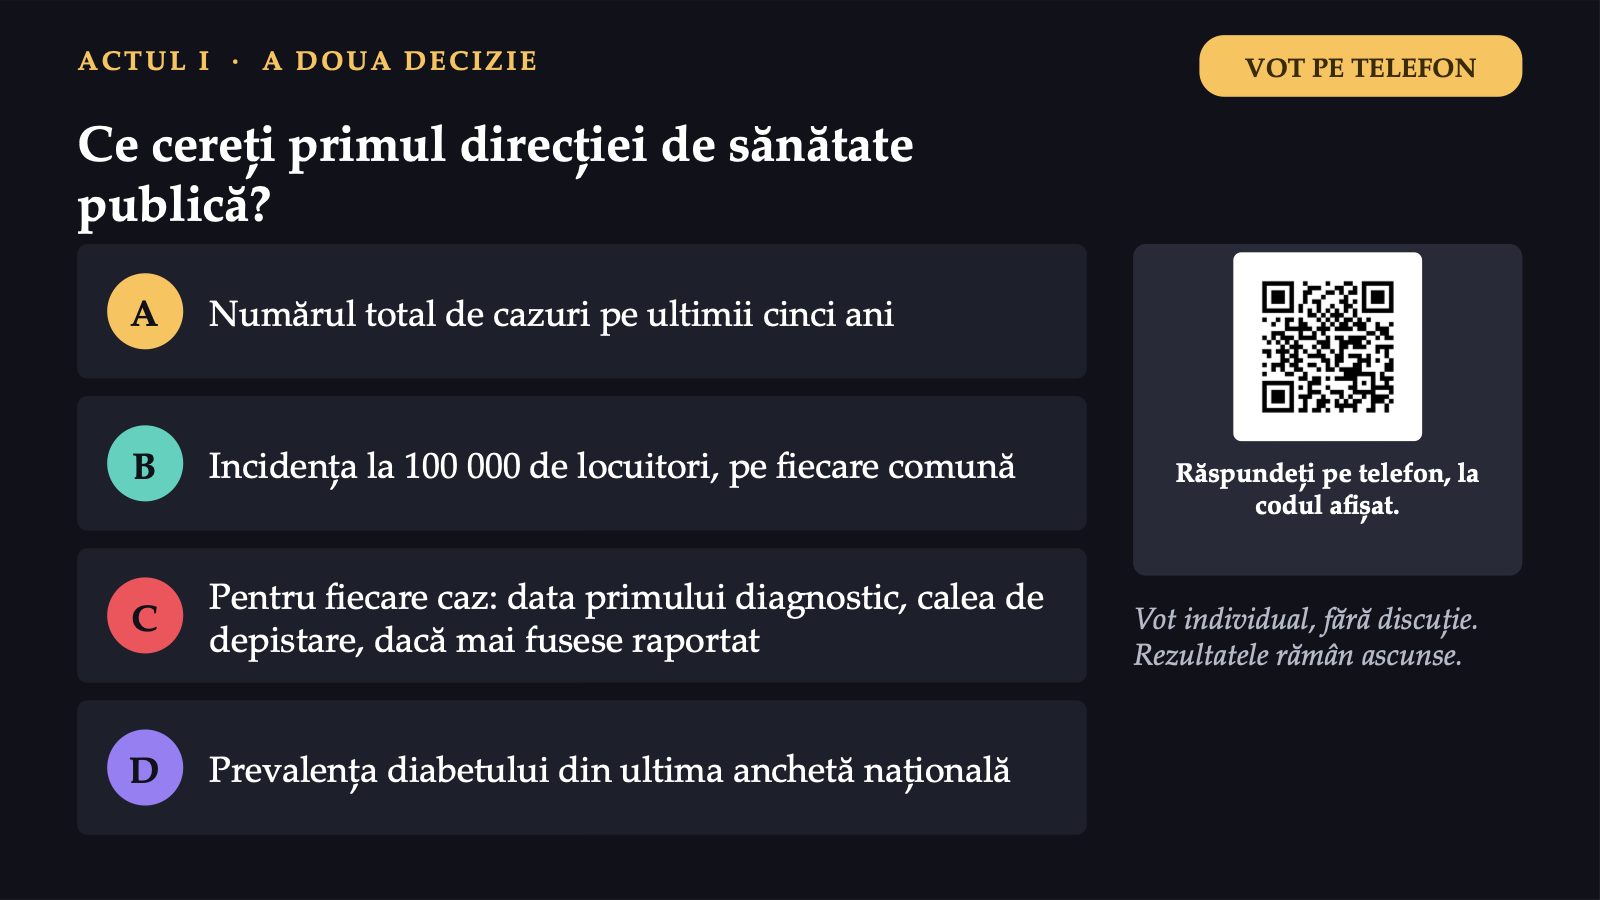 ACTUL I · A DOUA DECIZIE
VOT PE TELEFON
Ce cereți primul direcției de sănătate
publică?
A
Numărul total de cazuri pe ultimii cinci ani
B
Incidența la 100 000 de locuitori, pe fiecare comună
C
Pentru fiecare caz: data primului diagnostic, calea de
depistare, dacă mai fusese raportat
D
Prevalența diabetului din ultima anchetă națională
Răspundeți pe telefon, la
codul afișat.
Vot individual, fără discuție.
Rezultatele rămân ascunse.